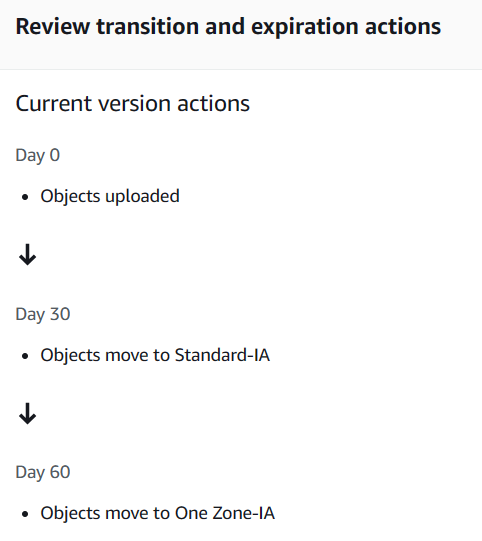 Review transition and expiration actions
Current version actions
Day 0
• Objects uploaded
↓
Day 30
• Objects move to Standard-IA
↓
Day 60
• Objects move to One Zone-IA